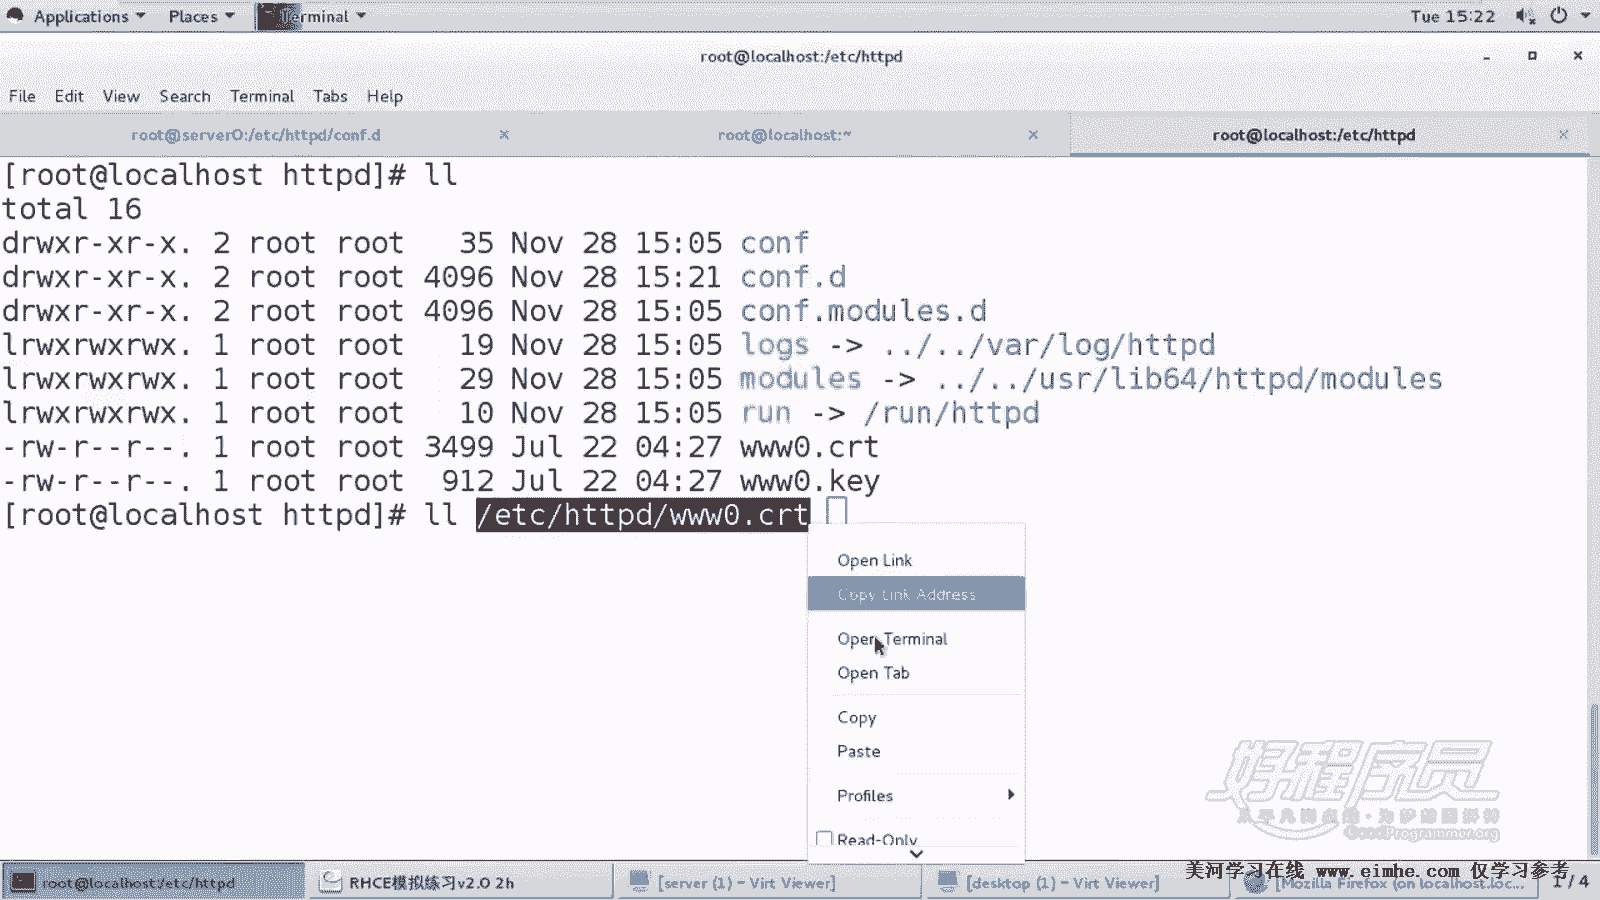 Applications Places Terminal Tue 15:22
root@localhost:/etc/httpd
File Edit View Search Terminal Tabs Help
root@server0:/etc/httpd/conf.d × root@localhost:~ × root@localhost:/etc/httpd ×
[root@localhost httpd]# ll
total 16
drwxr-xr-x. 2 root root   35 Nov 28 15:05 conf
drwxr-xr-x. 2 root root 4096 Nov 28 15:21 conf.d
drwxr-xr-x. 2 root root 4096 Nov 28 15:05 conf.modules.d
lrwxrwxrwx. 1 root root   19 Nov 28 15:05 logs -> ../../var/log/httpd
lrwxrwxrwx. 1 root root   29 Nov 28 15:05 modules -> ../../usr/lib64/httpd/modules
lrwxrwxrwx. 1 root root   10 Nov 28 15:05 run -> /run/httpd
-rw-r--r--. 1 root root 3499 Jul 22 04:27 www0.crt
-rw-r--r--. 1 root root  912 Jul 22 04:27 www0.key
[root@localhost httpd]# ll /etc/httpd/www0.crt
Open Link
Copy Link Address
Open Terminal
Open Tab
Copy
Paste
Profiles
Read-Only
好程序员
GoodProgrammer.org
美河学习在线 www.eimhe.com 仅学习参考
root@localhost:/etc/httpd RHCE模拟练习v2.0 2h [server (1) - Virt Viewer] [desktop (1) - Virt Viewer] [Mozilla Firefox (on localhost.loc... 1 / 4